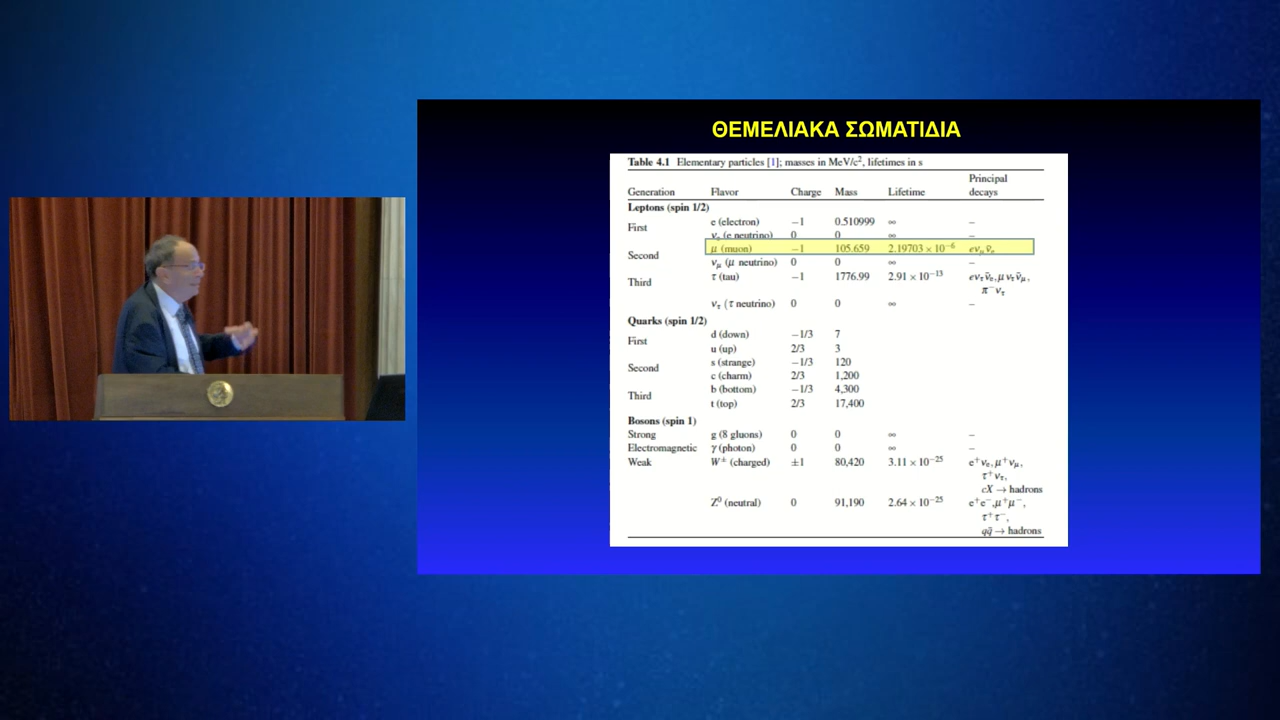 ΘΕΜΕΛΙΑΚΑ ΣΩΜΑΤΙΔΙΑ
Table 4.1 Elementary particles [1]; masses in MeV/c², lifetimes in s
Generation Flavor Charge Mass Lifetime Principal decays
Leptons (spin 1/2)
First e (electron) −1 0.510999 ∞ –
νe (e neutrino) 0 0 ∞ –
Second μ (muon) −1 105.659 2.19703 × 10⁻⁶ eνμν̄e
νμ (μ neutrino) 0 0 ∞ –
Third τ (tau) −1 1776.99 2.91 × 10⁻¹³ eντν̄e, μντν̄μ,
π⁻ντ
ντ (τ neutrino) 0 0 ∞ –
Quarks (spin 1/2)
First d (down) −1/3 7
u (up) 2/3 3
Second s (strange) −1/3 120
c (charm) 2/3 1,200
Third b (bottom) −1/3 4,300
t (top) 2/3 17,400
Bosons (spin 1)
Strong g (8 gluons) 0 0 ∞ –
Electromagnetic γ (photon) 0 0 ∞ –
Weak W± (charged) ±1 80,420 3.11 × 10⁻²⁵ e⁺νe, μ⁺νμ,
τ⁺ντ,
cX → hadrons
Z⁰ (neutral) 0 91,190 2.64 × 10⁻²⁵ e⁺e⁻, μ⁺μ⁻,
τ⁺τ⁻,
qq̄ → hadrons